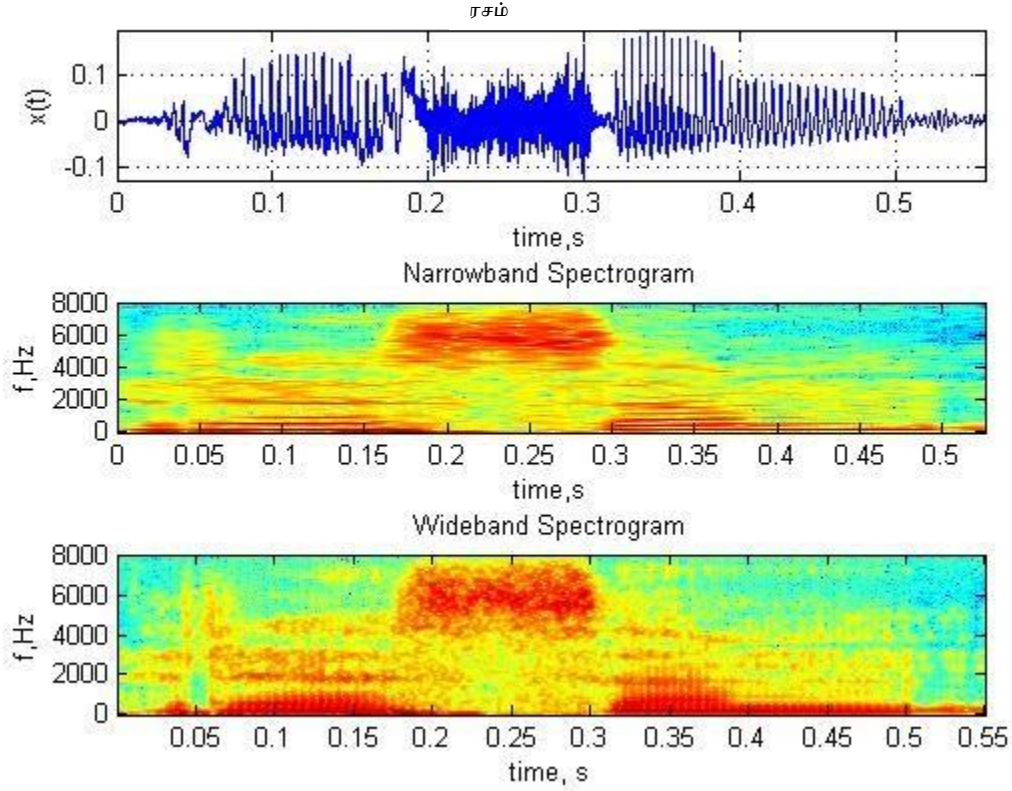 ரசம்
0.1
0
-0.1
x(t)
0 0.1 0.2 0.3 0.4 0.5
time,s
Narrowband Spectrogram
8000
6000
4000
2000
0
f,Hz
0 0.05 0.1 0.15 0.2 0.25 0.3 0.35 0.4 0.45 0.5
time,s
Wideband Spectrogram
8000
6000
4000
2000
0
f,Hz
0.05 0.1 0.15 0.2 0.25 0.3 0.35 0.4 0.45 0.5 0.55
time, s